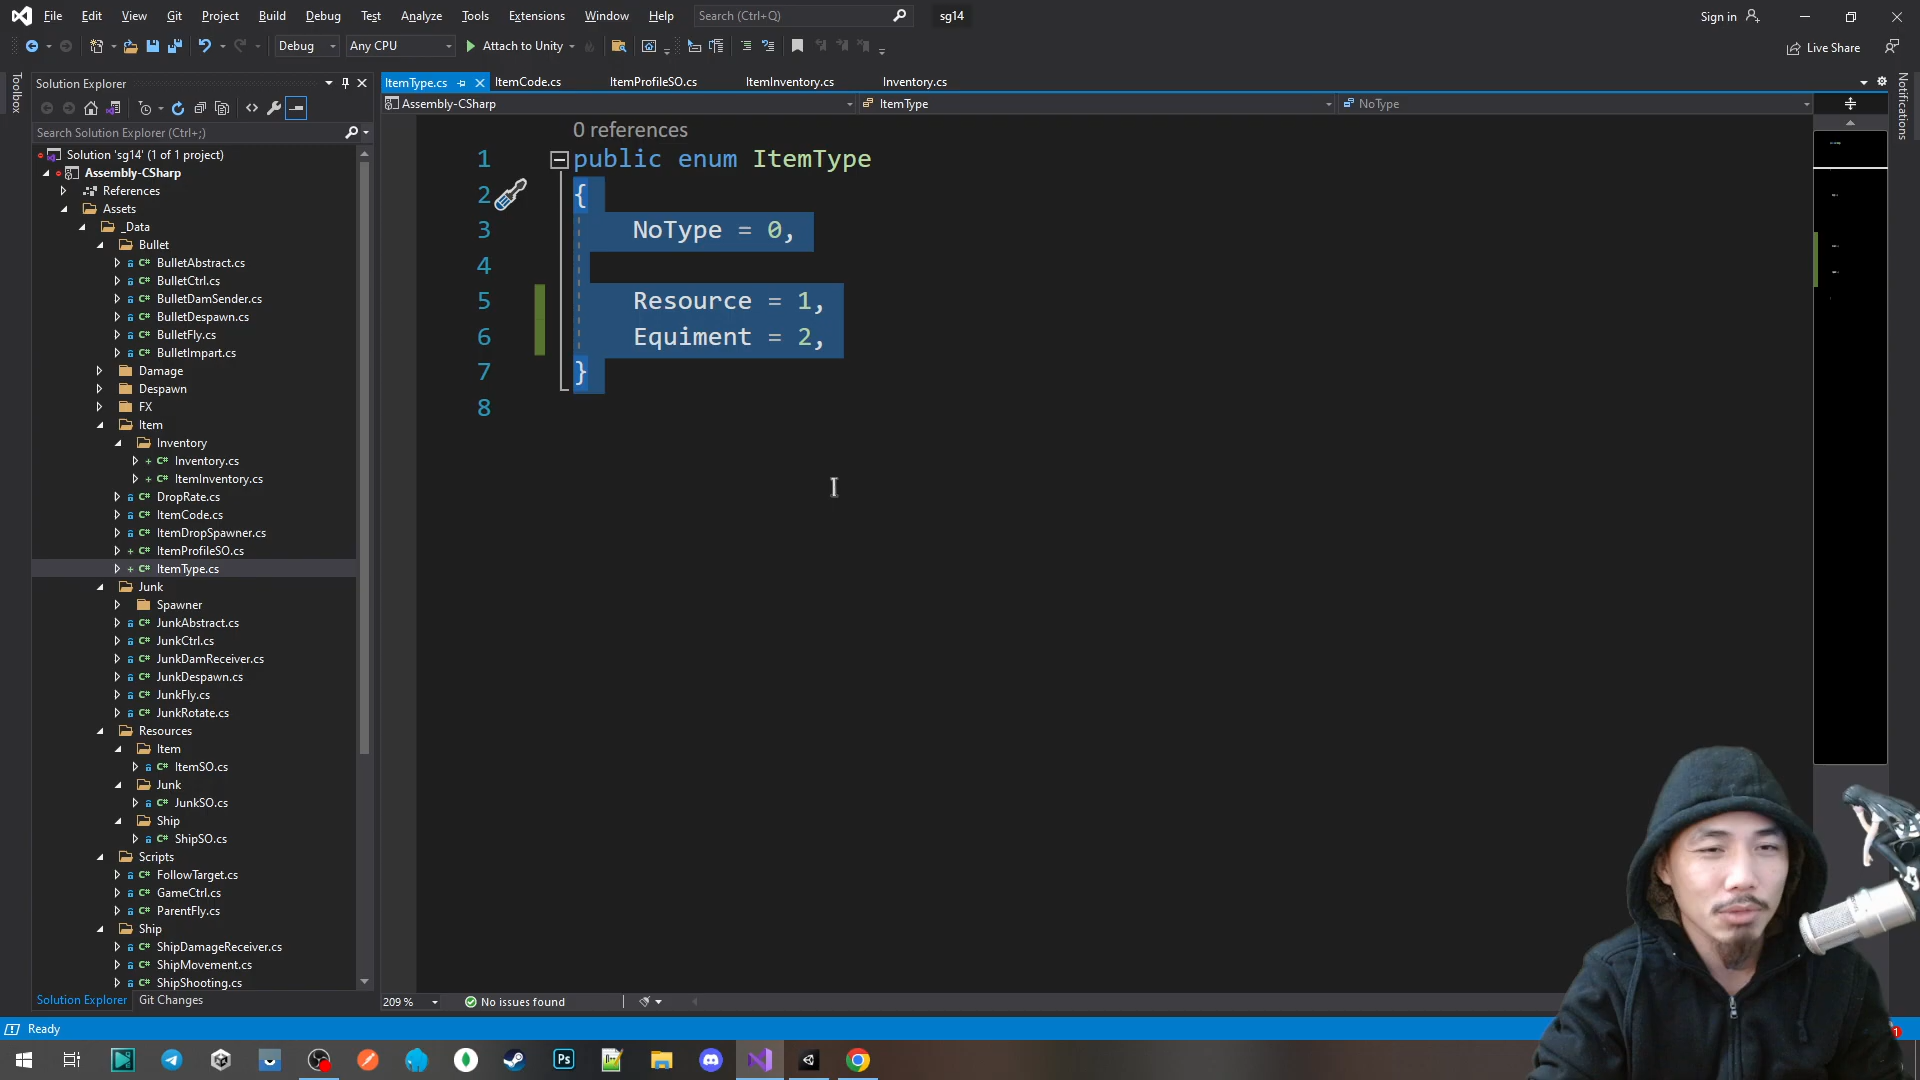 File Edit View Git Project Build Debug Test Analyze Tools Extensions Window Help Search (Ctrl+Q) sg14 Sign in
Debug Any CPU Attach to Unity Live Share
Toolbox
Solution Explorer
Search Solution Explorer (Ctrl+;)
Solution 'sg14' (1 of 1 project)
Assembly-CSharp
References
Assets
_Data
Bullet
C# BulletAbstract.cs
C# BulletCtrl.cs
C# BulletDamSender.cs
C# BulletDespawn.cs
C# BulletFly.cs
C# BulletImpart.cs
Damage
Despawn
FX
Item
Inventory
+ C# Inventory.cs
+ C# ItemInventory.cs
C# DropRate.cs
C# ItemCode.cs
C# ItemDropSpawner.cs
+ C# ItemProfileSO.cs
+ C# ItemType.cs
Junk
Spawner
C# JunkAbstract.cs
C# JunkCtrl.cs
C# JunkDamReceiver.cs
C# JunkDespawn.cs
C# JunkFly.cs
C# JunkRotate.cs
Resources
Item
C# ItemSO.cs
Junk
C# JunkSO.cs
Ship
C# ShipSO.cs
Scripts
C# FollowTarget.cs
C# GameCtrl.cs
C# ParentFly.cs
Ship
C# ShipDamageReceiver.cs
C# ShipMovement.cs
C# ShipShooting.cs
Solution Explorer Git Changes
ItemType.cs ItemCode.cs ItemProfileSO.cs ItemInventory.cs Inventory.cs
Assembly-CSharp ItemType NoType
0 references
1 public enum ItemType
2 {
3 NoType = 0,
4
5 Resource = 1,
6 Equiment = 2,
7 }
8
209 % No issues found
Notifications
Ready
1
Ps